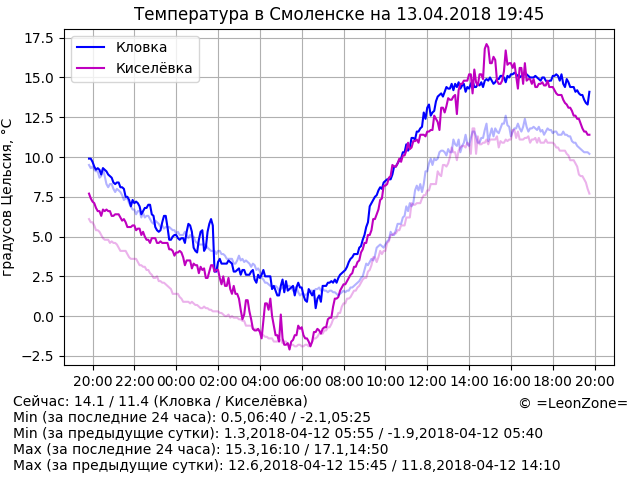 Температура в Смоленске на 13.04.2018 19:45
градусов Цельсия, °C
17.5
15.0
12.5
10.0
7.5
5.0
2.5
0.0
−2.5
Кловка
Киселёвка
20:00 22:00 00:00 02:00 04:00 06:00 08:00 10:00 12:00 14:00 16:00 18:00 20:00
© =LeonZone=
Сейчас: 14.1 / 11.4 (Кловка / Киселёвка)
Min (за последние 24 часа): 0.5,06:40 / -2.1,05:25
Min (за предыдущие сутки): 1.3,2018-04-12 05:55 / -1.9,2018-04-12 05:40
Max (за последние 24 часа): 15.3,16:10 / 17.1,14:50
Max (за предыдущие сутки): 12.6,2018-04-12 15:45 / 11.8,2018-04-12 14:10